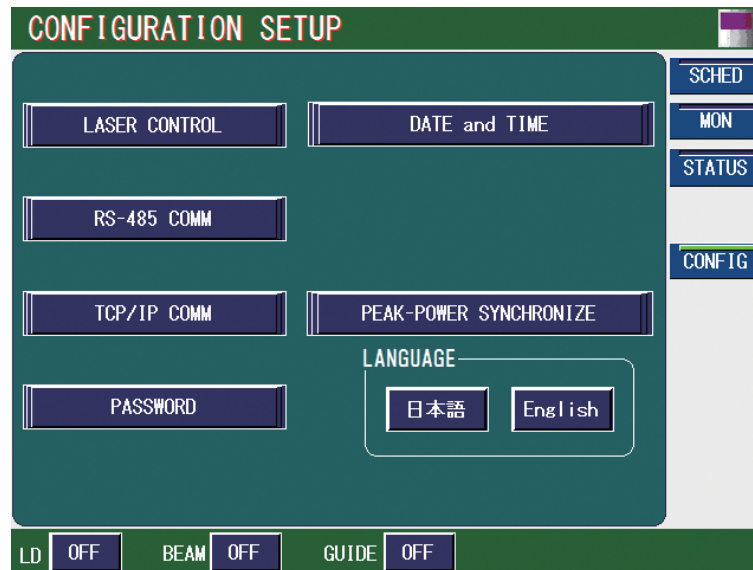 CONFIGURATION SETUP
SCHED
LASER CONTROL
DATE and TIME
MON
STATUS
RS-485 COMM
CONFIG
TCP/IP COMM
PEAK-POWER SYNCHRONIZE
LANGUAGE
PASSWORD
日本語
English
LD OFF BEAM OFF GUIDE OFF